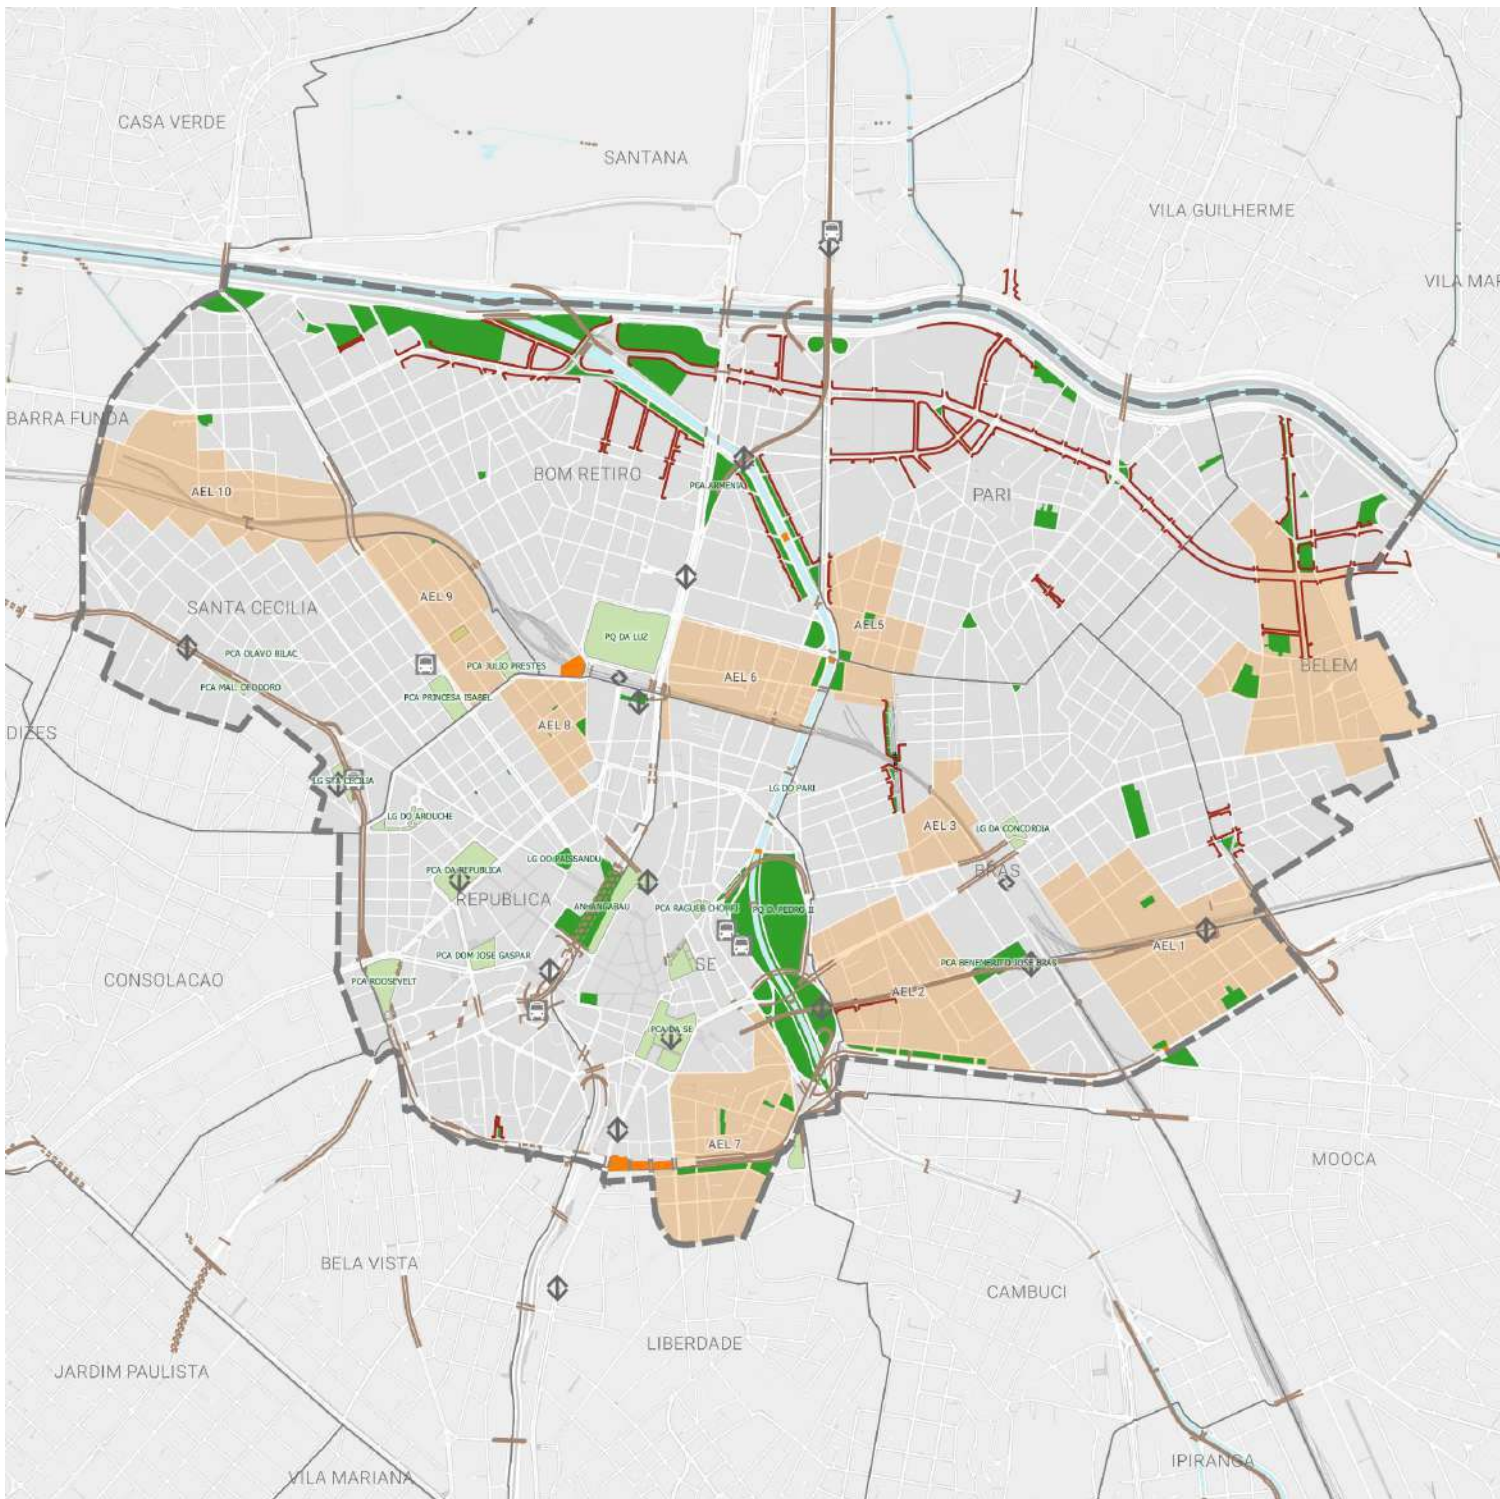 CASA VERDE
SANTANA
VILA GUILHERME
VILA MAR
BARRA FUNDA
BOM RETIRO
PCA ARMENIA
PARI
AEL 10
SANTA CECILIA
AEL 9
PQ DA LUZ
AEL5
PCA OLAVO BILAC
PCA JULIO PRESTES
BELEM
PCA MAL. DEODORO
PCA PRINCESA ISABEL
AEL 6
DIZES
AEL 8
LG STA CECILIA
LG DO PARI
LG DO AROUCHE
AEL 3
LG DA CONCORDIA
LG DO PAISSANDU
PCA DA REPUBLICA
BRAS
REPUBLICA
ANHANGABAU
PCA RAGUEB CHOHFI
PQ D. PEDRO II
AEL 1
PCA DOM JOSE GASPAR
SE
PCA BENEMERITO JOSE BRAS
CONSOLACAO
PCA ROOSEVELT
AEL 2
PCA DA SE
AEL 7
MOOCA
BELA VISTA
CAMBUCI
LIBERDADE
JARDIM PAULISTA
IPIRANGA
VILA MARIANA